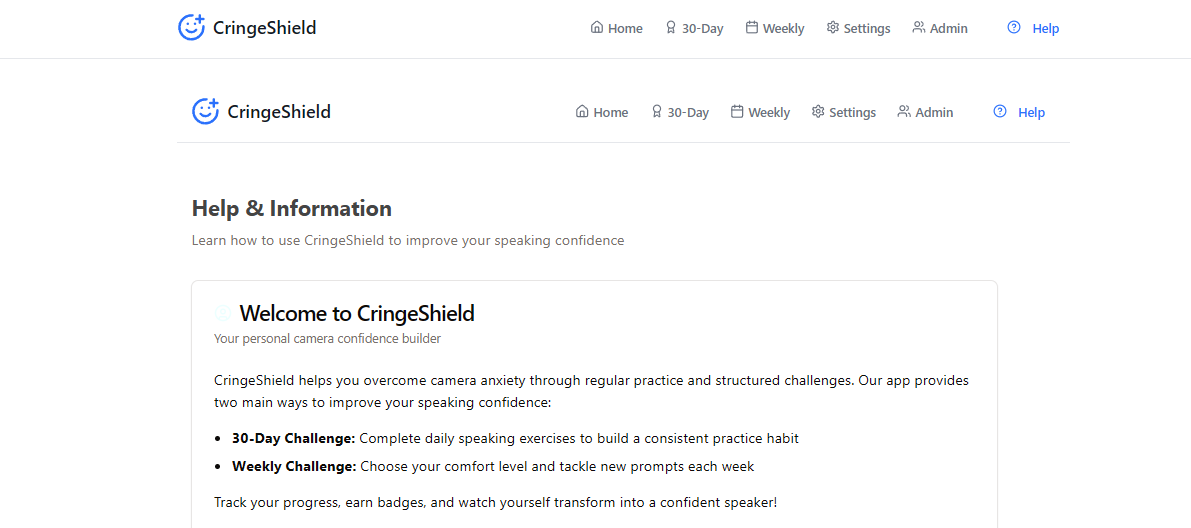 CringeShield Home 30-Day Weekly Settings Admin Help
CringeShield Home 30-Day Weekly Settings Admin Help
Help & Information
Learn how to use CringeShield to improve your speaking confidence
Welcome to CringeShield
Your personal camera confidence builder
CringeShield helps you overcome camera anxiety through regular practice and structured challenges. Our app provides
two main ways to improve your speaking confidence:
• 30-Day Challenge: Complete daily speaking exercises to build a consistent practice habit
• Weekly Challenge: Choose your comfort level and tackle new prompts each week
Track your progress, earn badges, and watch yourself transform into a confident speaker!